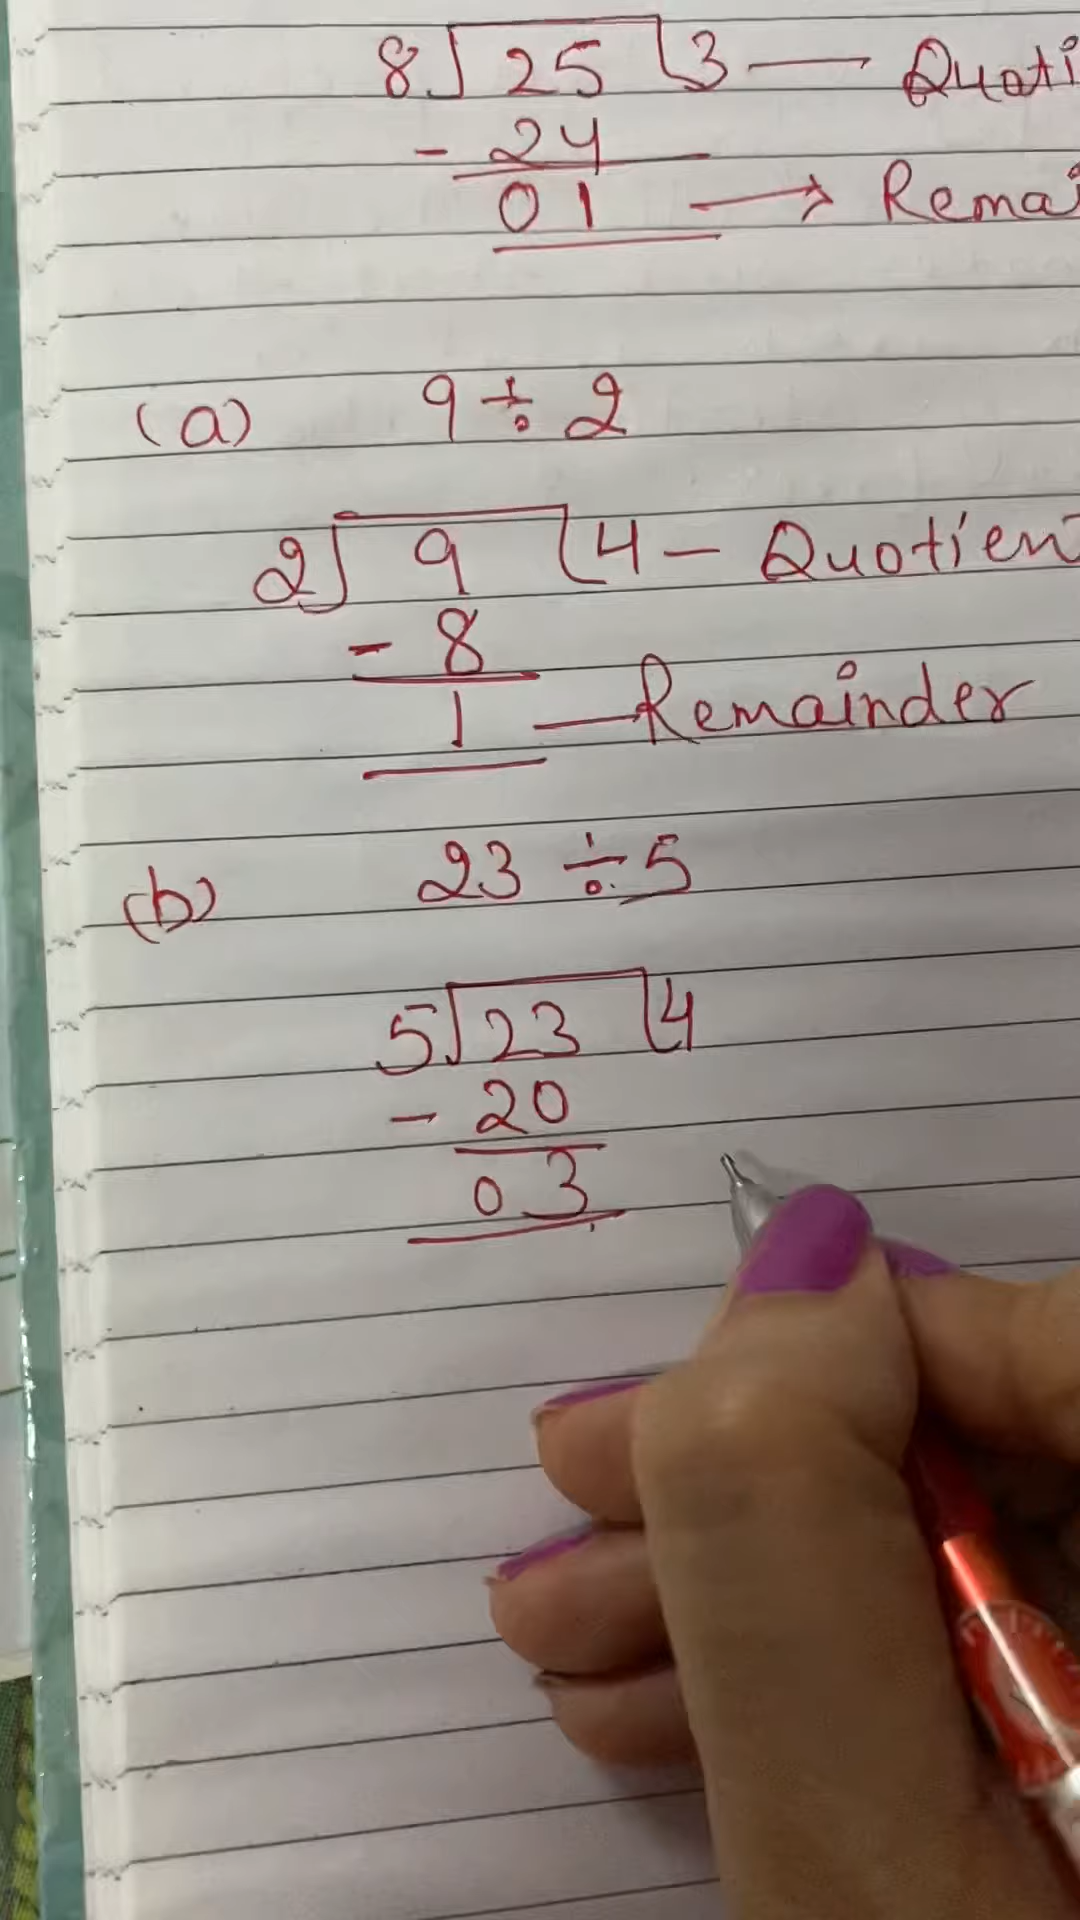 8 25 3 — Quoti
- 24
01 → Remai
(a) 9 ÷ 2
2 9 4 — Quotient
- 8
1 — Remainder
(b) 23 ÷ 5
5 23 4
- 20
03